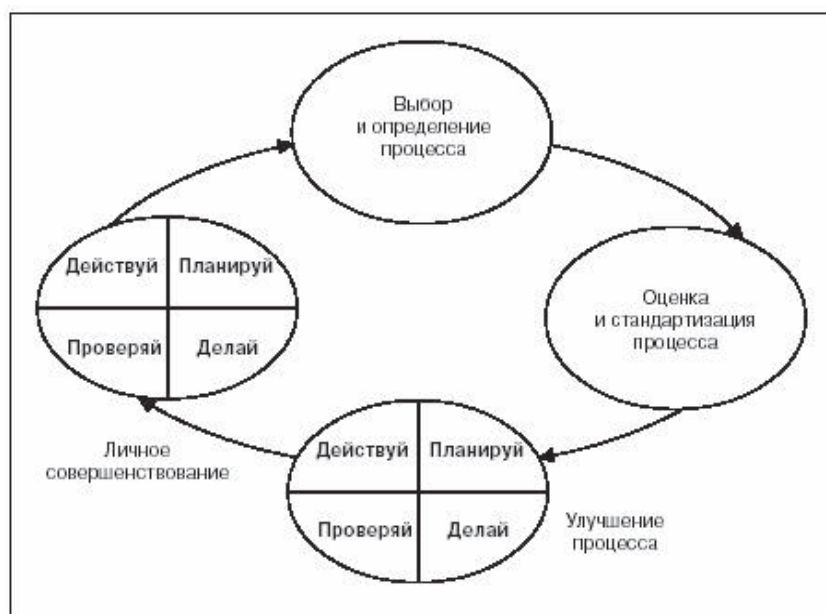 Выбор
и определение
процесса
Действуй Планируй
Проверяй Делай
Оценка
и стандартизация
процесса
Личное
совершенствование
Действуй Планируй
Проверяй Делай
Улучшение
процесса